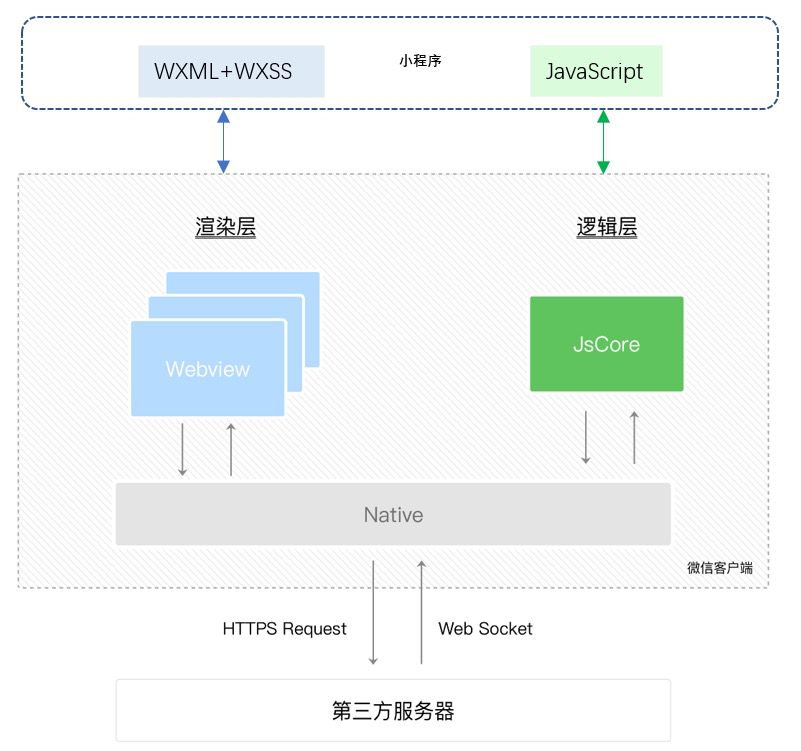 WXML+WXSS
小程序
JavaScript
渲染层
逻辑层
Webview
JsCore
Native
微信客户端
HTTPS Request
Web Socket
第三方服务器